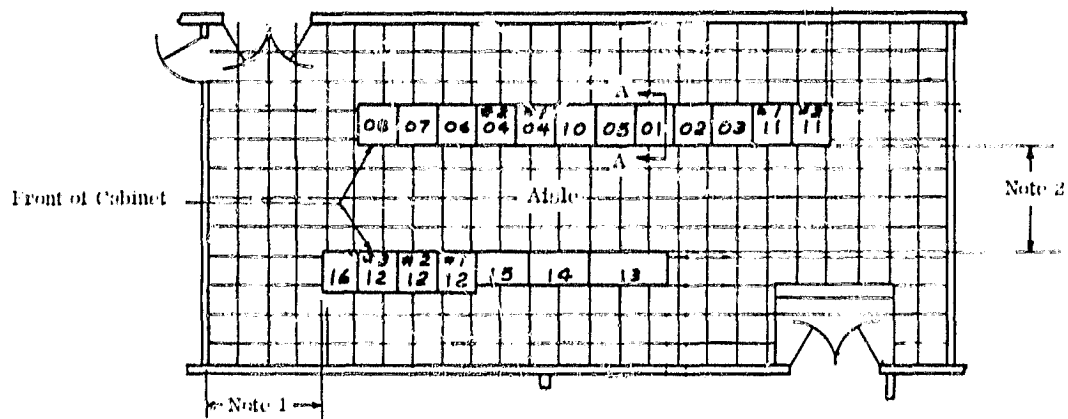 A
#2 #1 #1 #2
08 07 06 04 04 10 05 01 02 03 11 11
A
Note 2
Front of Cabinet
Aisle
#3 #2 #1
16 12 12 12 15 14 13
Note 1